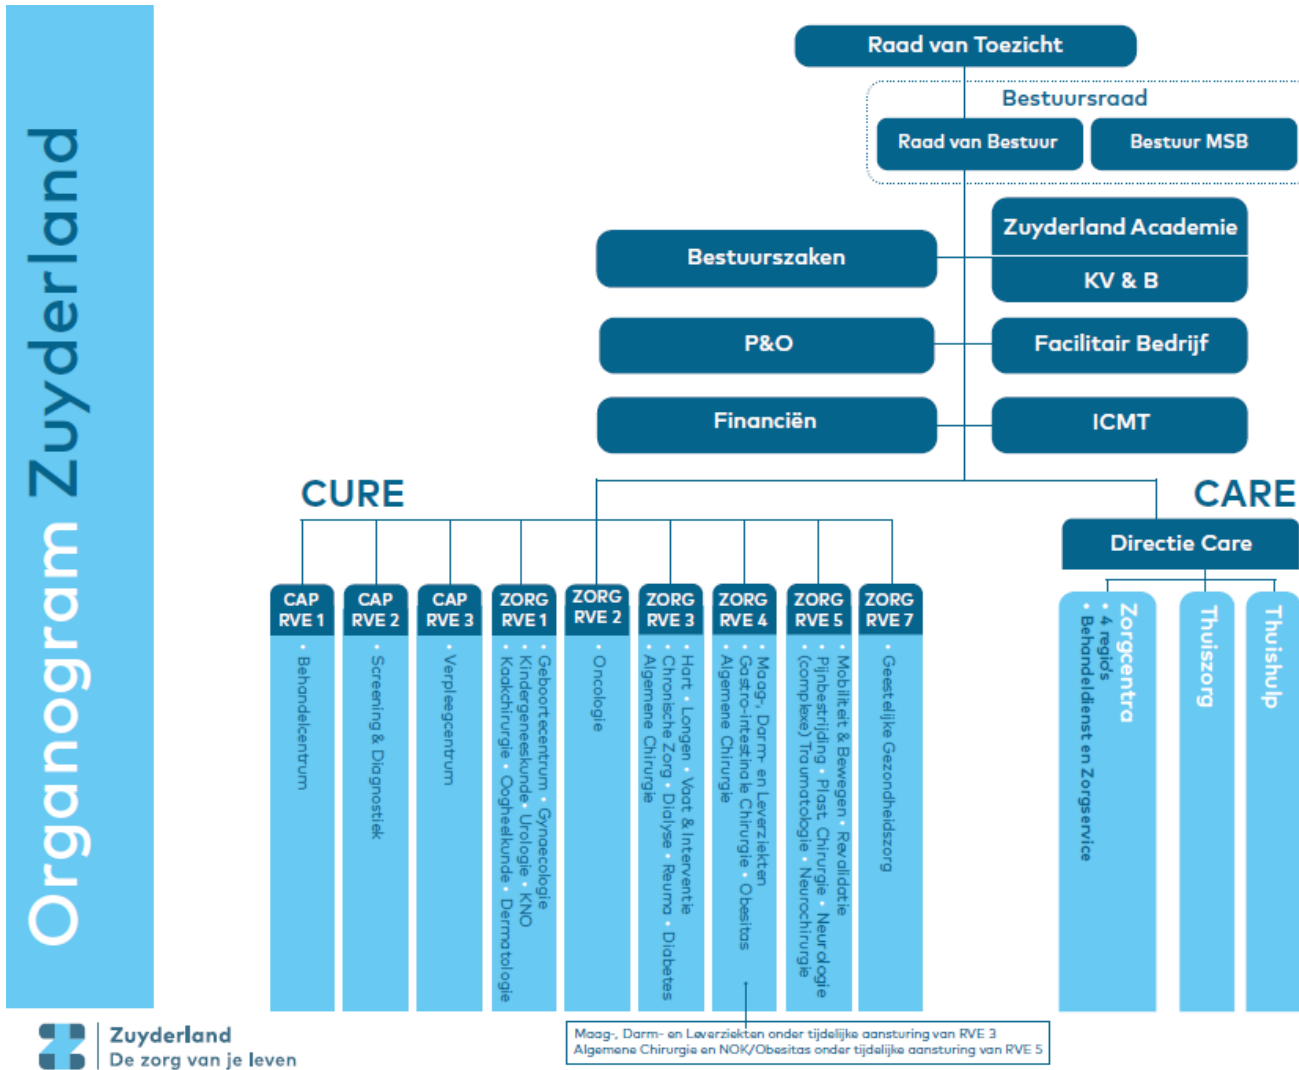 Organogram Zuyderland
Raad van Toezicht
Bestuursraad
Raad van Bestuur
Bestuur MSB
Bestuurszaken
Zuyderland Academie
KV & B
P&O
Facilitair Bedrijf
Financiën
ICMT
CURE
CARE
Directie Care
CAP
RVE 1
• Behandelcentrum
CAP
RVE 2
• Screening & Diagnostiek
CAP
RVE 3
• Verpleegcentrum
ZORG
RVE 1
• Geboortecentrum • Gynaecologie
• Kindergeneeskunde • Urologie • KNO
• Kaakchirurgie • Oogheelkunde • Dermatologie
ZORG
RVE 2
• Oncologie
ZORG
RVE 3
• Hart • Longen • Vaat & Interventie
• Chronische Zorg • Dialyse • Reuma • Diabetes
• Algemene Chirurgie
ZORG
RVE 4
• Maag-, Darm- en Leverziekten
• Gastro-intestinale Chirurgie • Obesitas
• Algemene Chirurgie
ZORG
RVE 5
• Mobiliteit & Bewegen • Revalidatie
• Pijnbestrijding • Plast. Chirurgie • Neurologie
• (complexe) Traumatologie • Neurochirurgie
ZORG
RVE 7
• Geestelijke Gezondheidszorg
Zorgcentra
• 4 regio's
• Behandeldienst en Zorgservice
Thuiszorg
Thuishulp
Maag-, Darm- en Leverziekten onder tijdelijke aansturing van RVE 3
Algemene Chirurgie en NOK/Obesitas onder tijdelijke aansturing van RVE 5
Zuyderland
De zorg van je leven